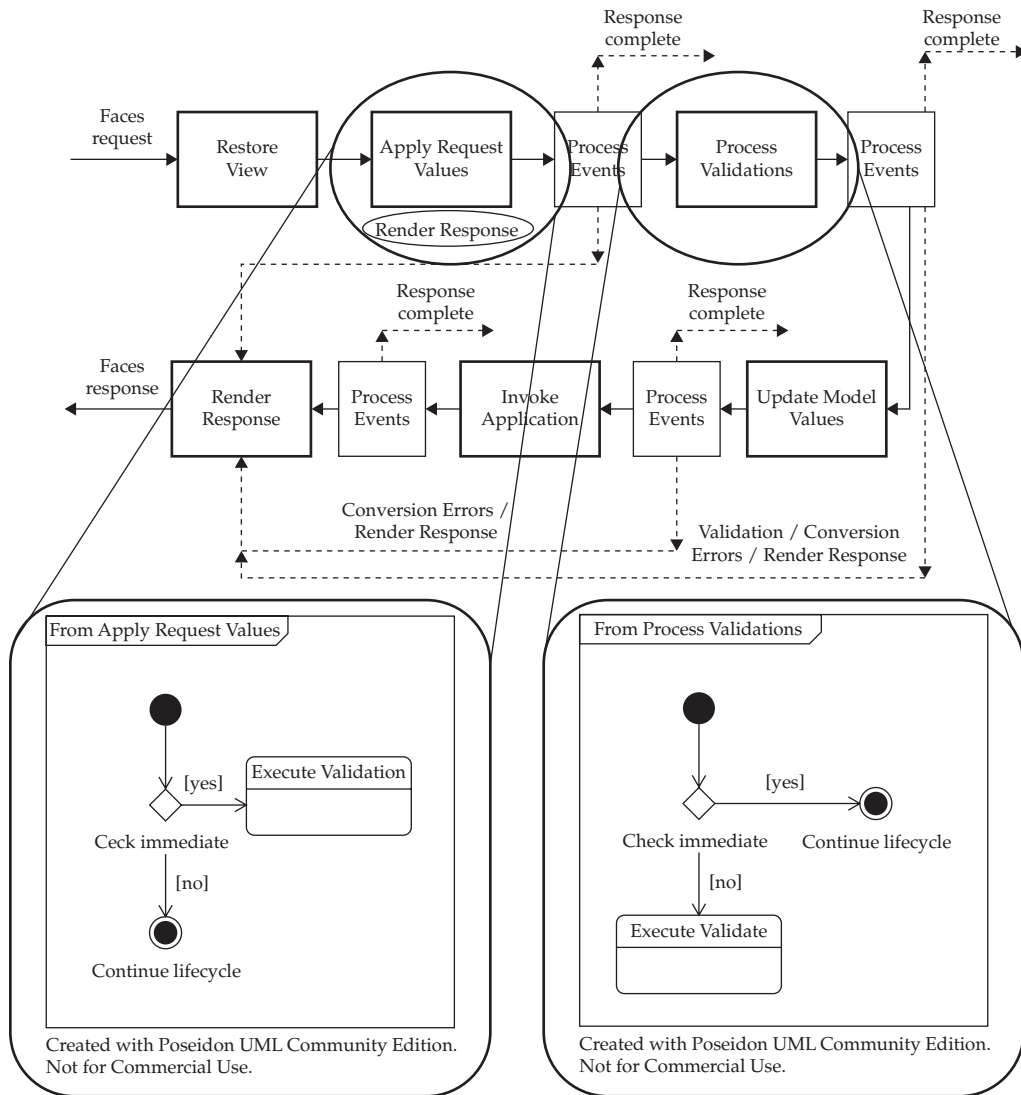 Response
complete
Response
complete
Faces
request
Restore
View
Apply Request
Values
Process
Events
Process
Validations
Process
Events
Render Response
Response
complete
Response
complete
Faces
response
Render
Response
Process
Events
Invoke
Application
Process
Events
Update Model
Values
Conversion Errors /
Render Response
Validation / Conversion
Errors / Render Response
From Apply Request Values
[yes]
Execute Validation
Ceck immediate
[no]
Continue lifecycle
Created with Poseidon UML Community Edition.
Not for Commercial Use.
From Process Validations
[yes]
Check immediate
Continue lifecycle
[no]
Execute Validate
Created with Poseidon UML Community Edition.
Not for Commercial Use.